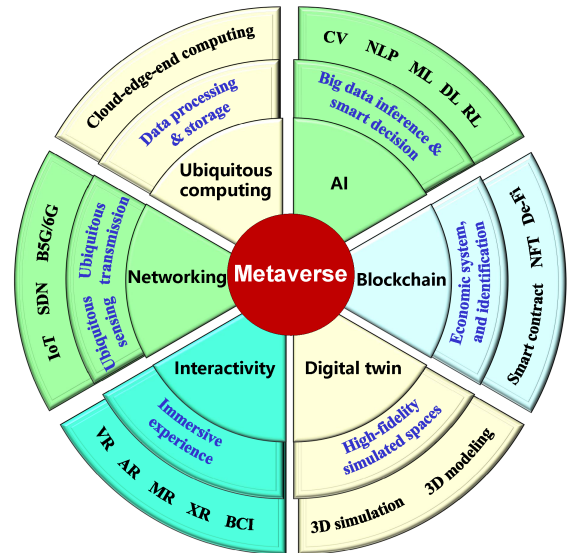 Metaverse
CV NLP ML DL RL
Big data inference &
smart decision
AI
De-Fi
NFT
Smart contract
Economic system,
and identification
Blockchain
3D modeling
3D simulation
High-fidelity
simulated spaces
Digital twin
VR AR MR XR BCI
Immersive
experience
Interactivity
IoT SDN B5G/6G
Ubiquitous
sensing
Ubiquitous
transmission
Networking
Cloud-edge-end computing
Data processing
& storage
Ubiquitous
computing